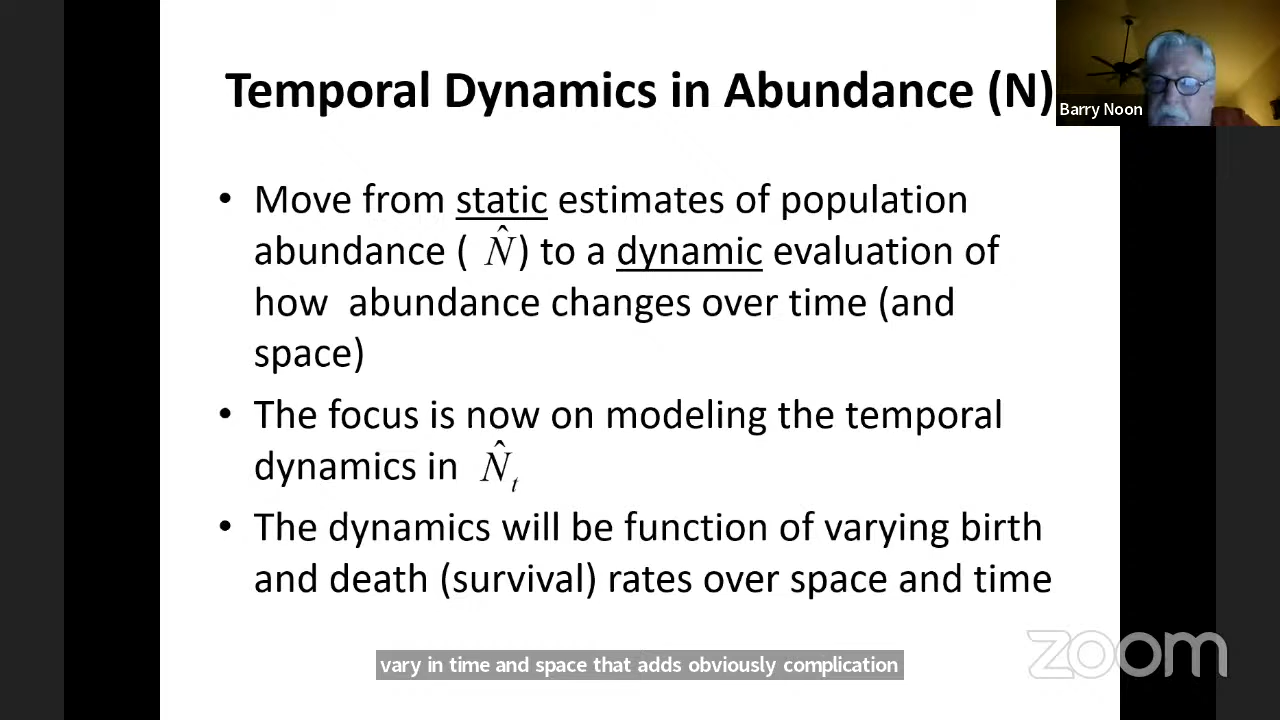 Temporal Dynamics in Abundance (N)
Barry Noon
• Move from static estimates of population
abundance ( N̂ ) to a dynamic evaluation of
how abundance changes over time (and
space)
• The focus is now on modeling the temporal
dynamics in N̂t
• The dynamics will be function of varying birth
and death (survival) rates over space and time
vary in time and space that adds obviously complication
zoom